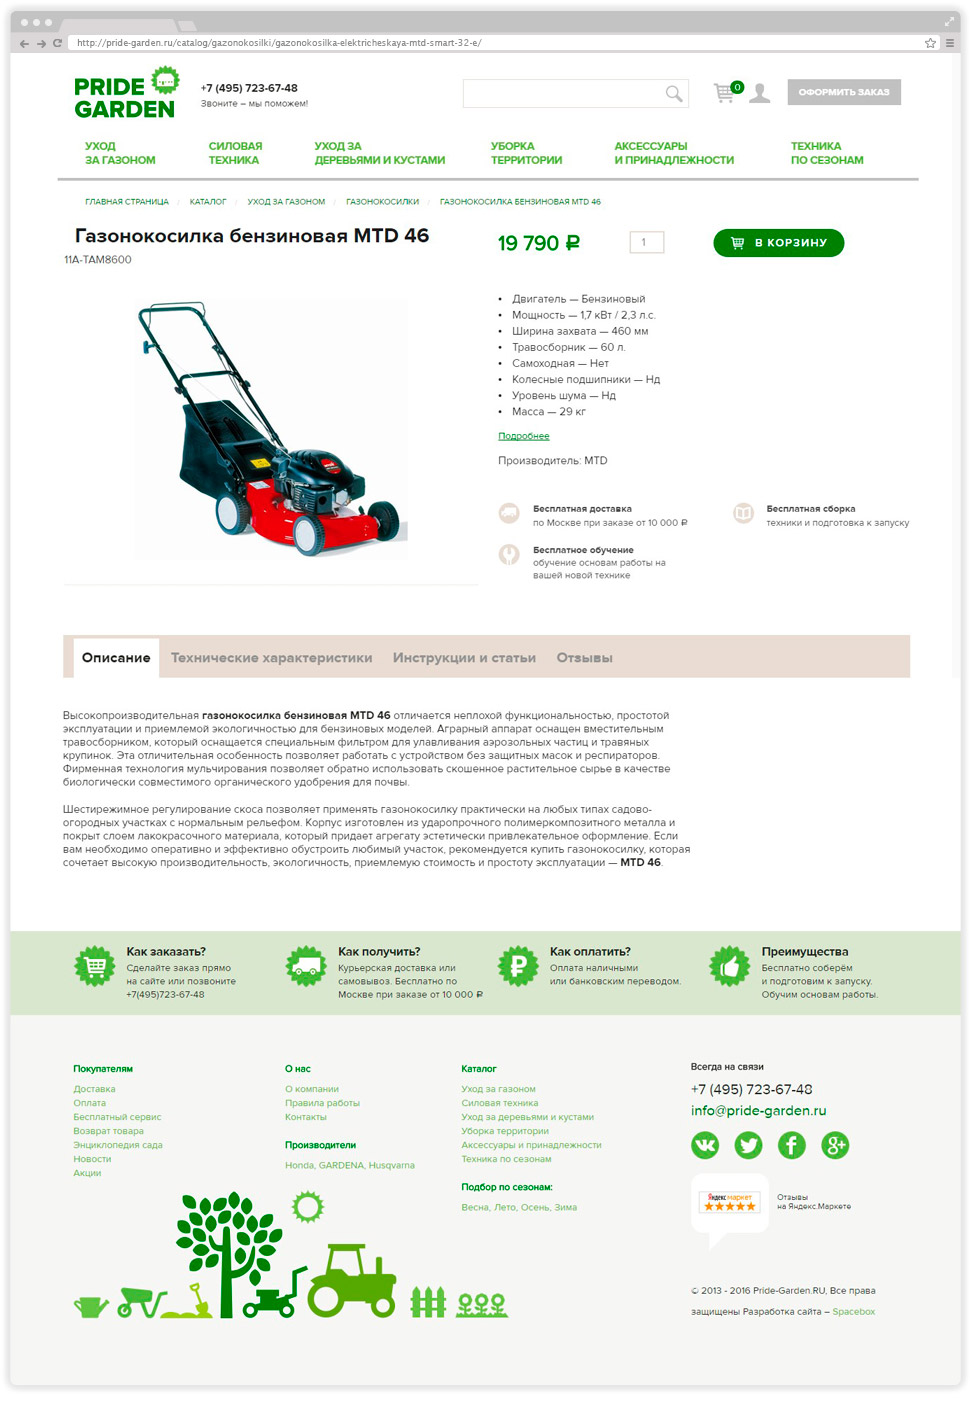 http://pride-garden.ru/catalog/gazonokosilki/gazonokosilka-elektricheskaya-mtd-smart-32-e/
PRIDE
GARDEN
+7 (495) 723-67-48
Звоните – мы поможем!
0
ОФОРМИТЬ ЗАКАЗ
УХОД
ЗА ГАЗОНОМ
СИЛОВАЯ
ТЕХНИКА
УХОД ЗА
ДЕРЕВЬЯМИ И КУСТАМИ
УБОРКА
ТЕРРИТОРИИ
АКСЕССУАРЫ
И ПРИНАДЛЕЖНОСТИ
ТЕХНИКА
ПО СЕЗОНАМ
ГЛАВНАЯ СТРАНИЦА / КАТАЛОГ / УХОД ЗА ГАЗОНОМ / ГАЗОНОКОСИЛКИ / ГАЗОНОКОСИЛКА БЕНЗИНОВАЯ MTD 46
Газонокосилка бензиновая MTD 46
11A-TAM8600
19 790 ₽
1
В КОРЗИНУ
• Двигатель — Бензиновый
• Мощность — 1,7 кВт / 2,3 л.с.
• Ширина захвата — 460 мм
• Травосборник — 60 л.
• Самоходная — Нет
• Колесные подшипники — Нд
• Уровень шума — Нд
• Масса — 29 кг
Подробнее
Производитель: MTD
Бесплатная доставка
по Москве при заказе от 10 000 ₽
Бесплатная сборка
техники и подготовка к запуску
Бесплатное обучение
обучение основам работы на
вашей новой технике
Описание
Технические характеристики
Инструкции и статьи
Отзывы
Высокопроизводительная газонокосилка бензиновая MTD 46 отличается неплохой функциональностью, простотой
эксплуатации и приемлемой экологичностью для бензиновых моделей. Аграрный аппарат оснащен вместительным
травосборником, который оснащается специальным фильтром для улавливания аэрозольных частиц и травяных
крупинок. Эта отличительная особенность позволяет работать с устройством без защитных масок и респираторов.
Фирменная технология мульчирования позволяет обратно использовать скошенное растительное сырье в качестве
биологически совместимого органического удобрения для почвы.
Шестирежимное регулирование скоса позволяет применять газонокосилку практически на любых типах садово-
огородных участках с нормальным рельефом. Корпус изготовлен из ударопрочного полимеркомпозитного металла и
покрыт слоем лакокрасочного материала, который придает агрегату эстетически привлекательное оформление. Если
вам необходимо оперативно и эффективно обустроить любимый участок, рекомендуется купить газонокосилку, которая
сочетает высокую производительность, экологичность, приемлемую стоимость и простоту эксплуатации — MTD 46.
Как заказать?
Сделайте заказ прямо
на сайте или позвоните
+7(495)723-67-48
Как получить?
Курьерская доставка или
самовывоз. Бесплатно по
Москве при заказе от 10 000 ₽
Как оплатить?
Оплата наличными
или банковским переводом.
Преимущества
Бесплатно соберём
и подготовим к запуску.
Обучим основам работы.
Покупателям
Доставка
Оплата
Бесплатный сервис
Возврат товара
Энциклопедия сада
Новости
Акции
О нас
О компании
Правила работы
Контакты
Производители
Honda, GARDENA, Husqvarna
Каталог
Уход за газоном
Силовая техника
Уход за деревьями и кустами
Уборка территории
Аксессуары и принадлежности
Техника по сезонам
Подбор по сезонам:
Весна, Лето, Осень, Зима
Всегда на связи
+7 (495) 723-67-48
info@pride-garden.ru
Яндекс маркет
Отзывы
на Яндекс.Маркете
© 2013 - 2016 Pride-Garden.RU, Все права
защищены Разработка сайта – Spacebox